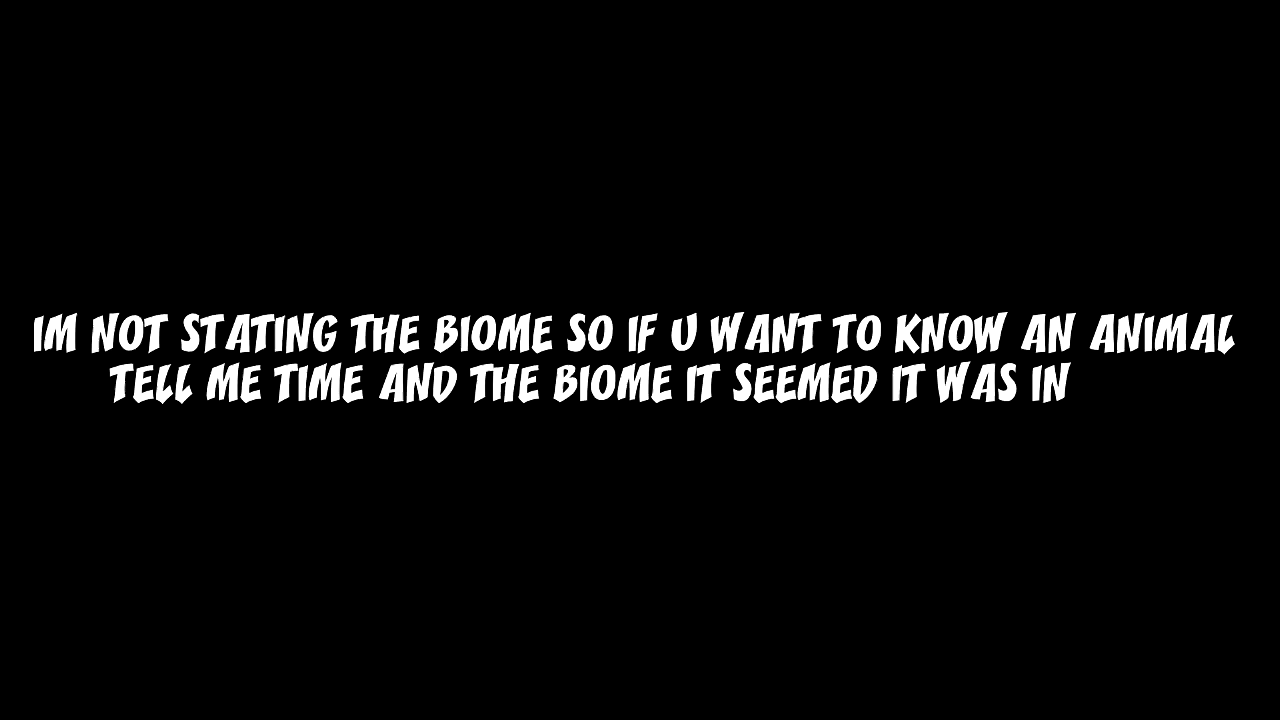 IM NOT STATING THE BIOME SO IF U WANT TO KNOW AN ANIMAL
TELL ME TIME AND THE BIOME IT SEEMED IT WAS IN